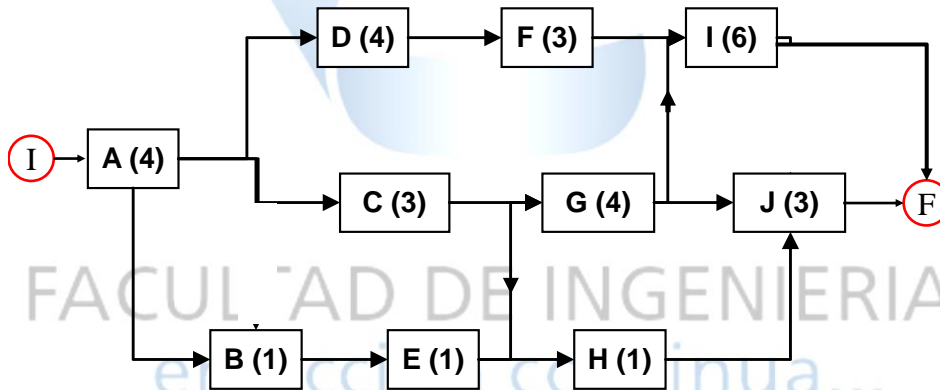 D (4) F (3) I (6)
I A (4)
C (3) G (4) J (3) F
FACUL AD DE INGENIERIA
B (1) E (1) H (1)